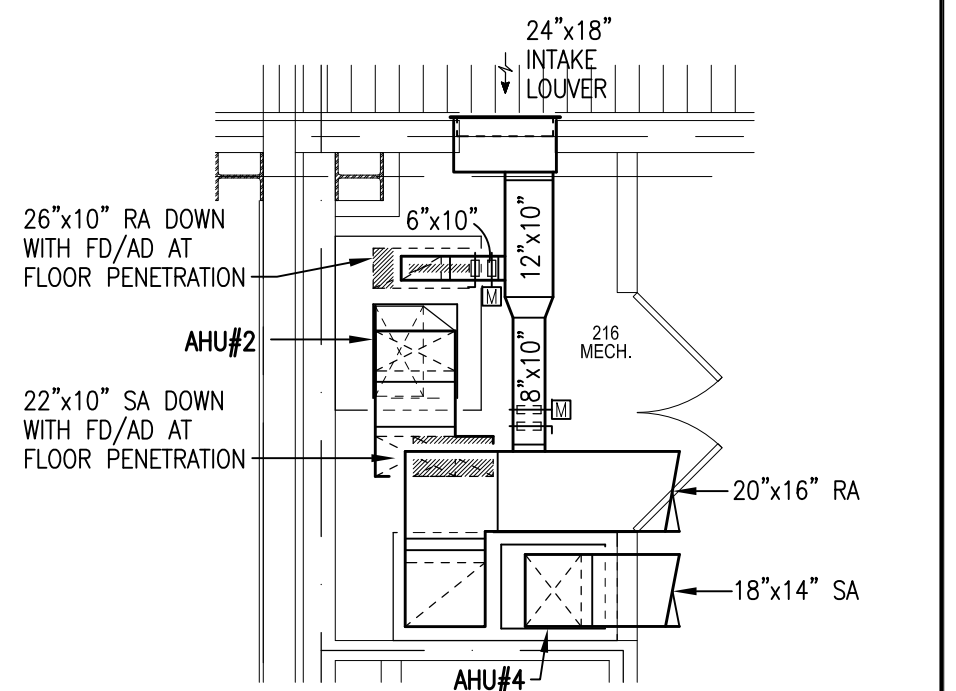 24"x18"
INTAKE
LOUVER
26"x10" RA DOWN
WITH FD/AD AT
FLOOR PENETRATION
6"x10"
12"x10"
M
AHU#2
216
MECH.
8"x10"
M
22"x10" SA DOWN
WITH FD/AD AT
FLOOR PENETRATION
20"x16" RA
18"x14" SA
AHU#4